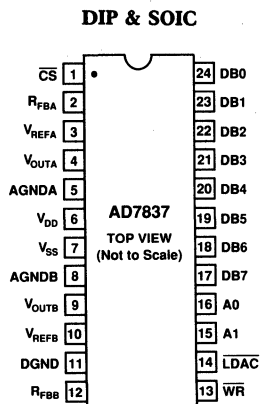 DIP & SOIC
CS 1 24 DB0
RFBA 2 23 DB1
VREFA 3 22 DB2
VOUTA 4 21 DB3
AGNDA 5 20 DB4
VDD 6 19 DB5
VSS 7 18 DB6
AGNDB 8 17 DB7
VOUTB 9 16 A0
VREFB 10 15 A1
DGND 11 14 LDAC
RFBB 12 13 WR
AD7837
TOP VIEW
(Not to Scale)